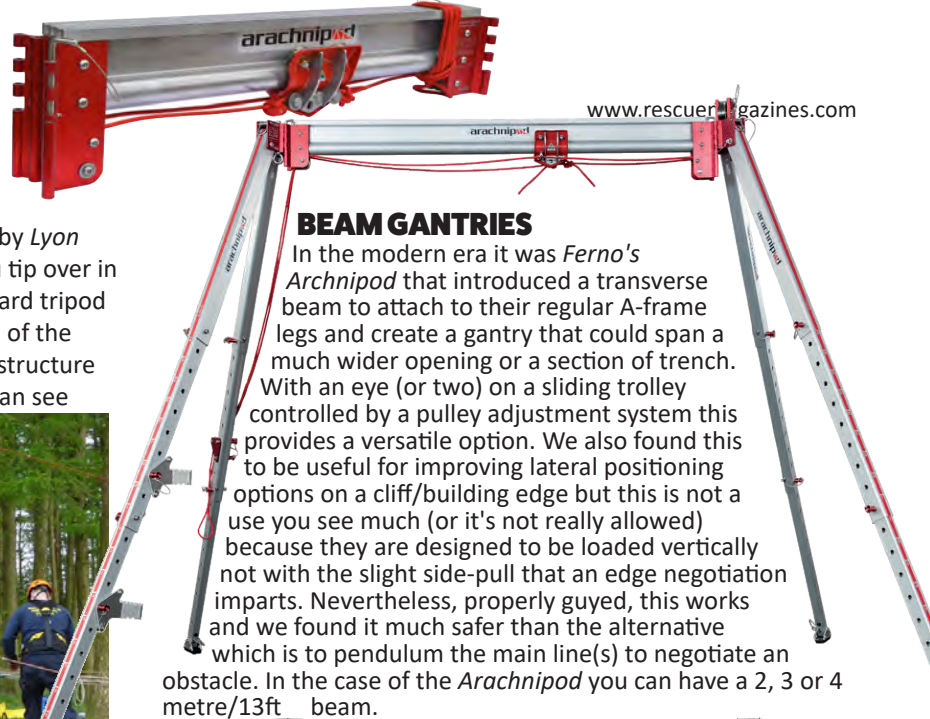 arachnipod
www.rescuemagazines.com
arachnipod
arachnipod
arachnipod
by Lyon
tip over in
ard tripod
of the
structure
an see
BEAM GANTRIES
In the modern era it was Ferno's
Archnipod that introduced a transverse
beam to attach to their regular A-frame
legs and create a gantry that could span a
much wider opening or a section of trench.
With an eye (or two) on a sliding trolley
controlled by a pulley adjustment system this
provides a versatile option. We also found this
to be useful for improving lateral positioning
options on a cliff/building edge but this is not a
use you see much (or it's not really allowed)
because they are designed to be loaded vertically
not with the slight side-pull that an edge negotiation
imparts. Nevertheless, properly guyed, this works
and we found it much safer than the alternative
which is to pendulum the main line(s) to negotiate an
obstacle. In the case of the Arachnipod you can have a 2, 3 or 4
metre/13ft beam.